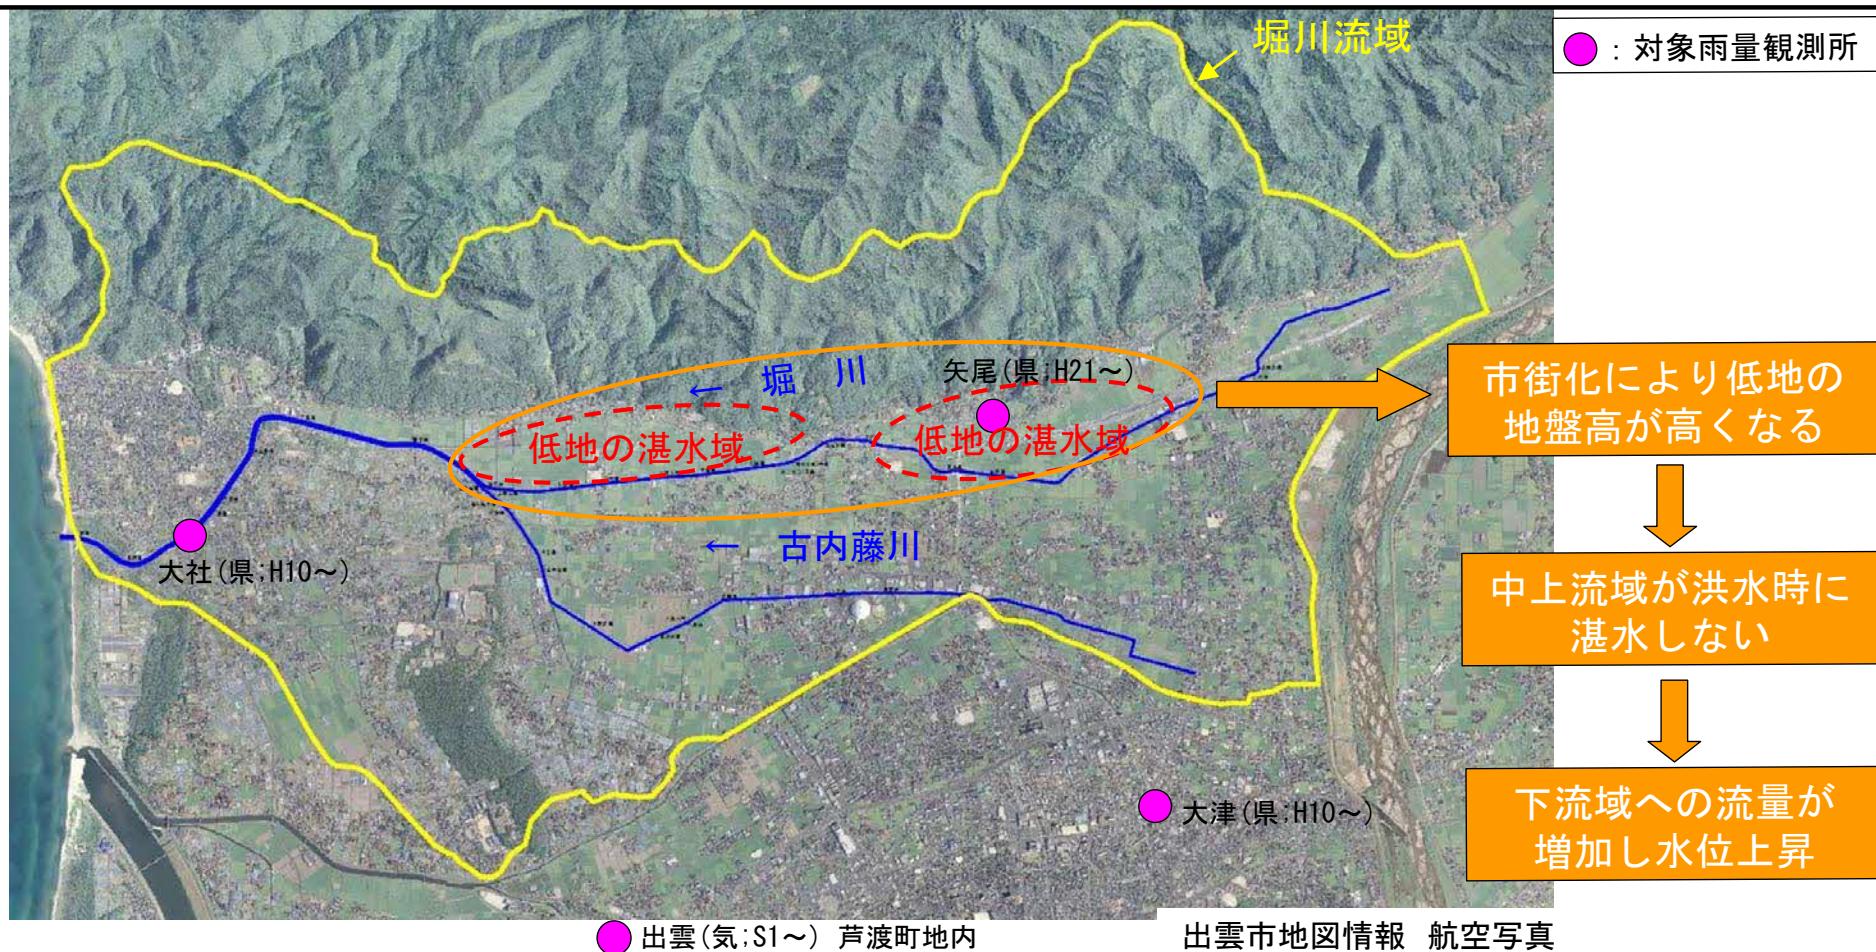 堀川流域
：対象雨量観測所
← 堀 川
矢尾(県;H21～)
低地の湛水域
低地の湛水域
市街化により低地の
地盤高が高くなる
← 古内藤川
大社(県;H10～)
中上流域が洪水時に
湛水しない
大津(県;H10～)
下流域への流量が
増加し水位上昇
出雲(気;S1～) 芦渡町地内
出雲市地図情報 航空写真